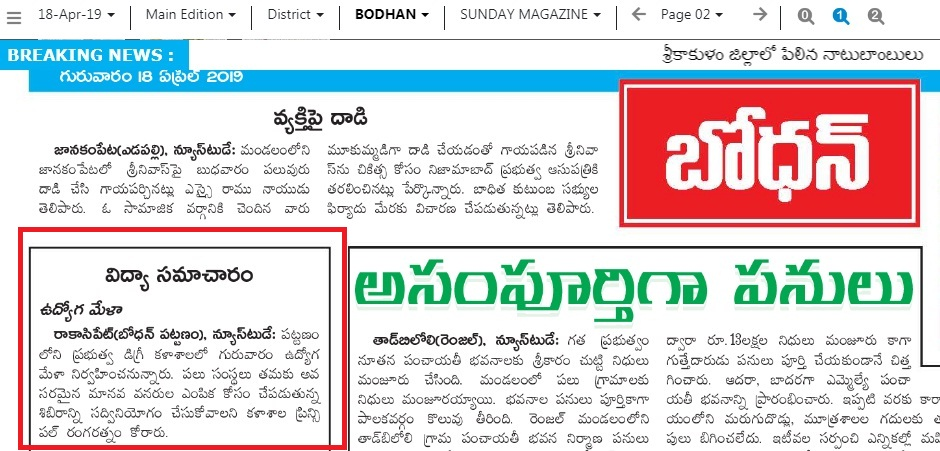 18-Apr-19
Main Edition
District
BODHAN
SUNDAY MAGAZINE
Page 02
0
1
2
BREAKING NEWS :
శ్రీకాకుళం జిల్లాలో పేలిన నాటుబాంబులు
గురువారం 18 ఏప్రిల్ 2019
వ్యక్తిపై దాడి
జానకంపేట(ఎడపల్లి), న్యూస్‌టుడే: మండలంలోని
జానకంపేటలో శ్రీనివాస్‌పై బుధవారం పలువురు
దాడి చేసి గాయపర్చినట్లు ఎస్సై రాము నాయుడు
తెలిపారు. ఓ సామాజిక వర్గానికి చెందిన వారు
మూకుమ్మడిగా దాడి చేయడంతో గాయపడిన శ్రీనివా
స్‌ను చికిత్స కోసం నిజామాబాద్ ప్రభుత్వ ఆసుపత్రికి
తరలించినట్లు పేర్కొన్నారు. బాధిత కుటుంబ సభ్యుల
ఫిర్యాదు మేరకు విచారణ చేపడుతున్నట్లు తెలిపారు.
బోధన్
విద్యా సమాచారం
ఉద్యోగ మేళా
రాకాసిపేట్(బోధన్ పట్టణం), న్యూస్‌టుడే: పట్టణం
లోని ప్రభుత్వ డిగ్రీ కళాశాలలో గురువారం ఉద్యోగ
మేళా నిర్వహించనున్నారు. పలు సంస్థలు తమకు అవ
సరమైన మానవ వనరుల ఎంపిక కోసం చేపడుతున్న
శిబిరాన్ని సద్వినియోగం చేసుకోవాలని కళాశాల ప్రిన్సి
పల్ రంగరత్నం కోరారు.
అసంపూర్తిగా పనులు
తాడ్‌బిలోలి(రెంజల్), న్యూస్‌టుడే: గత ప్రభుత్వం
నూతన పంచాయతీ భవనాలకు శ్రీకారం చుట్టి నిధులు
మంజూరు చేసింది. మండలంలో పలు గ్రామాలకు
నిధులు మంజూరయ్యాయి. భవనాల పనులు పూర్తికాగా
పాలకవర్గం కొలువు తీరింది. రెంజల్ మండలంలోని
తాడ్‌బిలోలి గ్రామ పంచాయతీ భవన నిర్మాణ పనులు
ద్వారా రూ.13లక్షల నిధులు మంజూరు కాగా
గుత్తేదారుడు పనులు పూర్తి చేయకుండానే చిత్త
గించారు. ఆదరా, బాదరగా ఎమ్మెల్యే పంచా
యతీ భవనాన్ని ప్రారంభించారు. ఇప్పటి వరకు కార్యా
యంలోని మరుగుదొడ్లు, మూత్రశాలల గదులకు త
పులు బిగించలేదు. ఇటీవల సర్పంచి ఎన్నికల్లో